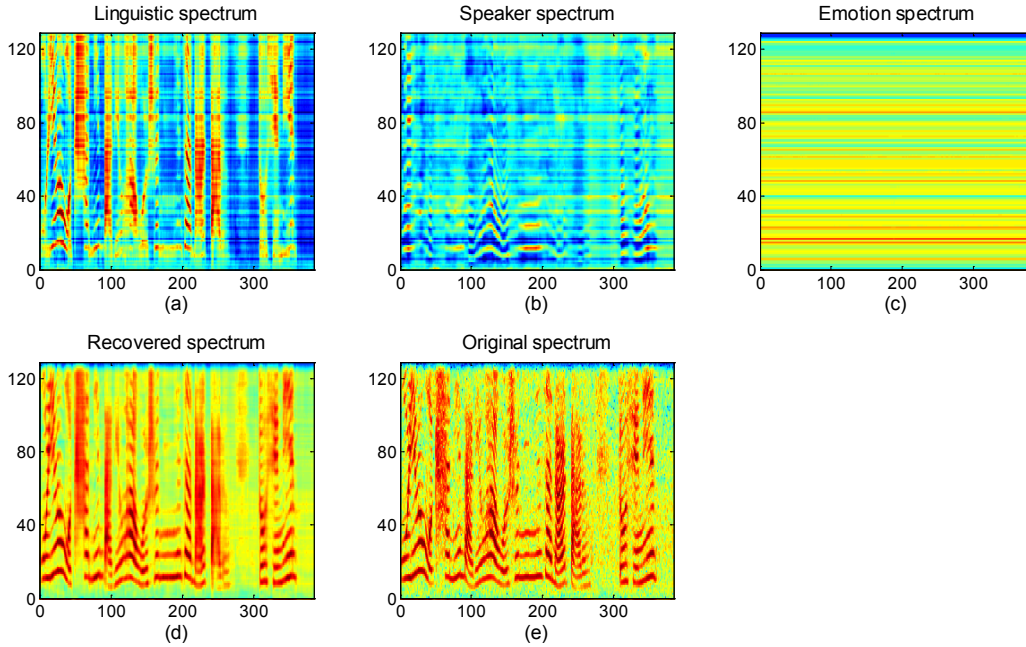 Linguistic spectrum
120
80
40
0
0 100 200 300
(a)
Speaker spectrum
120
80
40
0
0 100 200 300
(b)
Emotion spectrum
120
80
40
0
0 100 200 300
(c)
Recovered spectrum
120
80
40
0
0 100 200 300
(d)
Original spectrum
120
80
40
0
0 100 200 300
(e)